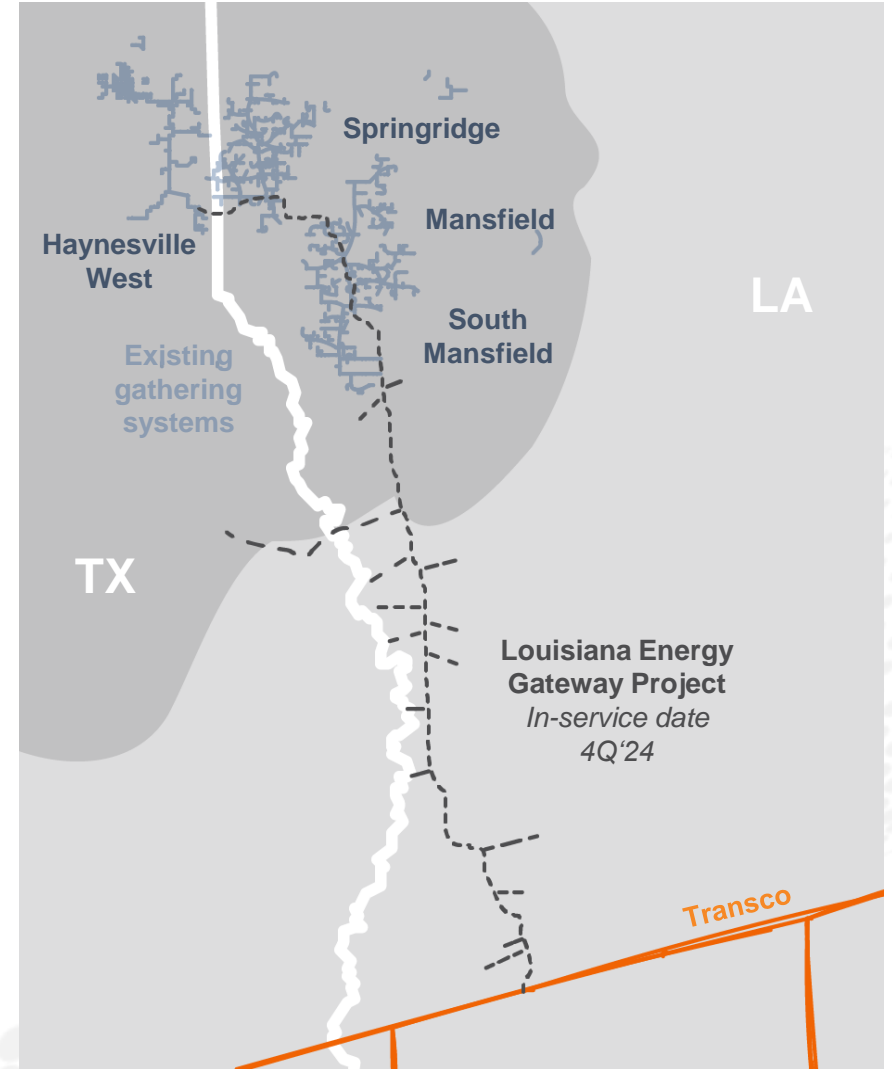 Springridge
Mansfield
Haynesville
West
LA
South
Mansfield
Existing
gathering
systems
TX
Louisiana Energy
Gateway Project
In-service date
4Q‘24
Transco